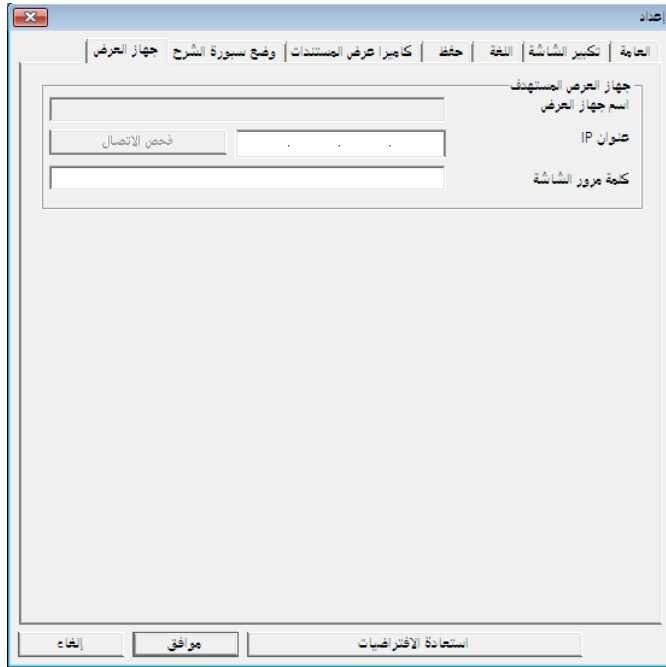 إعداد
العامة تكبير الشاشة اللغة حفظ كاميرا عرض المستندات وضع سبورة الشرح جهاز العرض
جهاز العرض المستهدف
اسم جهاز العرض
عنوان IP . . . فحص الاتصال
كلمة مرور الشاشة
استعادة الافتراضيات موافق إلغاء